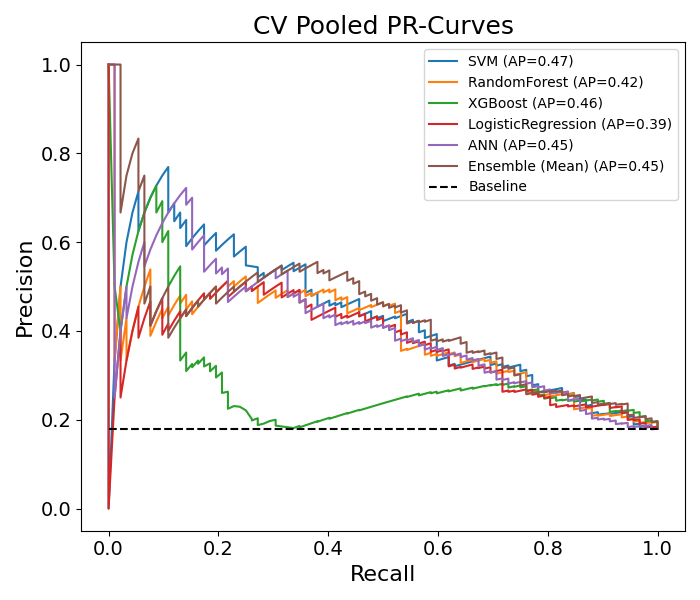 CV Pooled PR-Curves
SVM (AP=0.47)
RandomForest (AP=0.42)
XGBoost (AP=0.46)
LogisticRegression (AP=0.39)
ANN (AP=0.45)
Ensemble (Mean) (AP=0.45)
Baseline
Precision
1.0
0.8
0.6
0.4
0.2
0.0
0.0 0.2 0.4 0.6 0.8 1.0
Recall